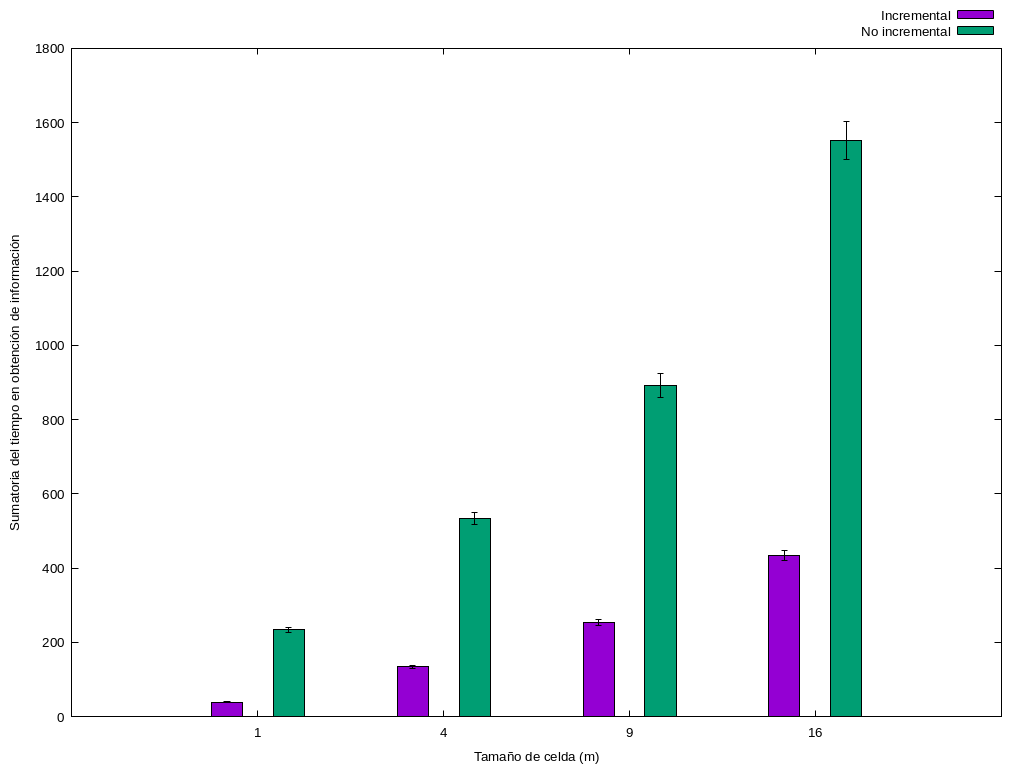 Incremental
No incremental
1800
1600
1400
1200
1000
800
600
400
200
0
Sumatoria del tiempo en obtención de información
1 4 9 16
Tamaño de celda (m)